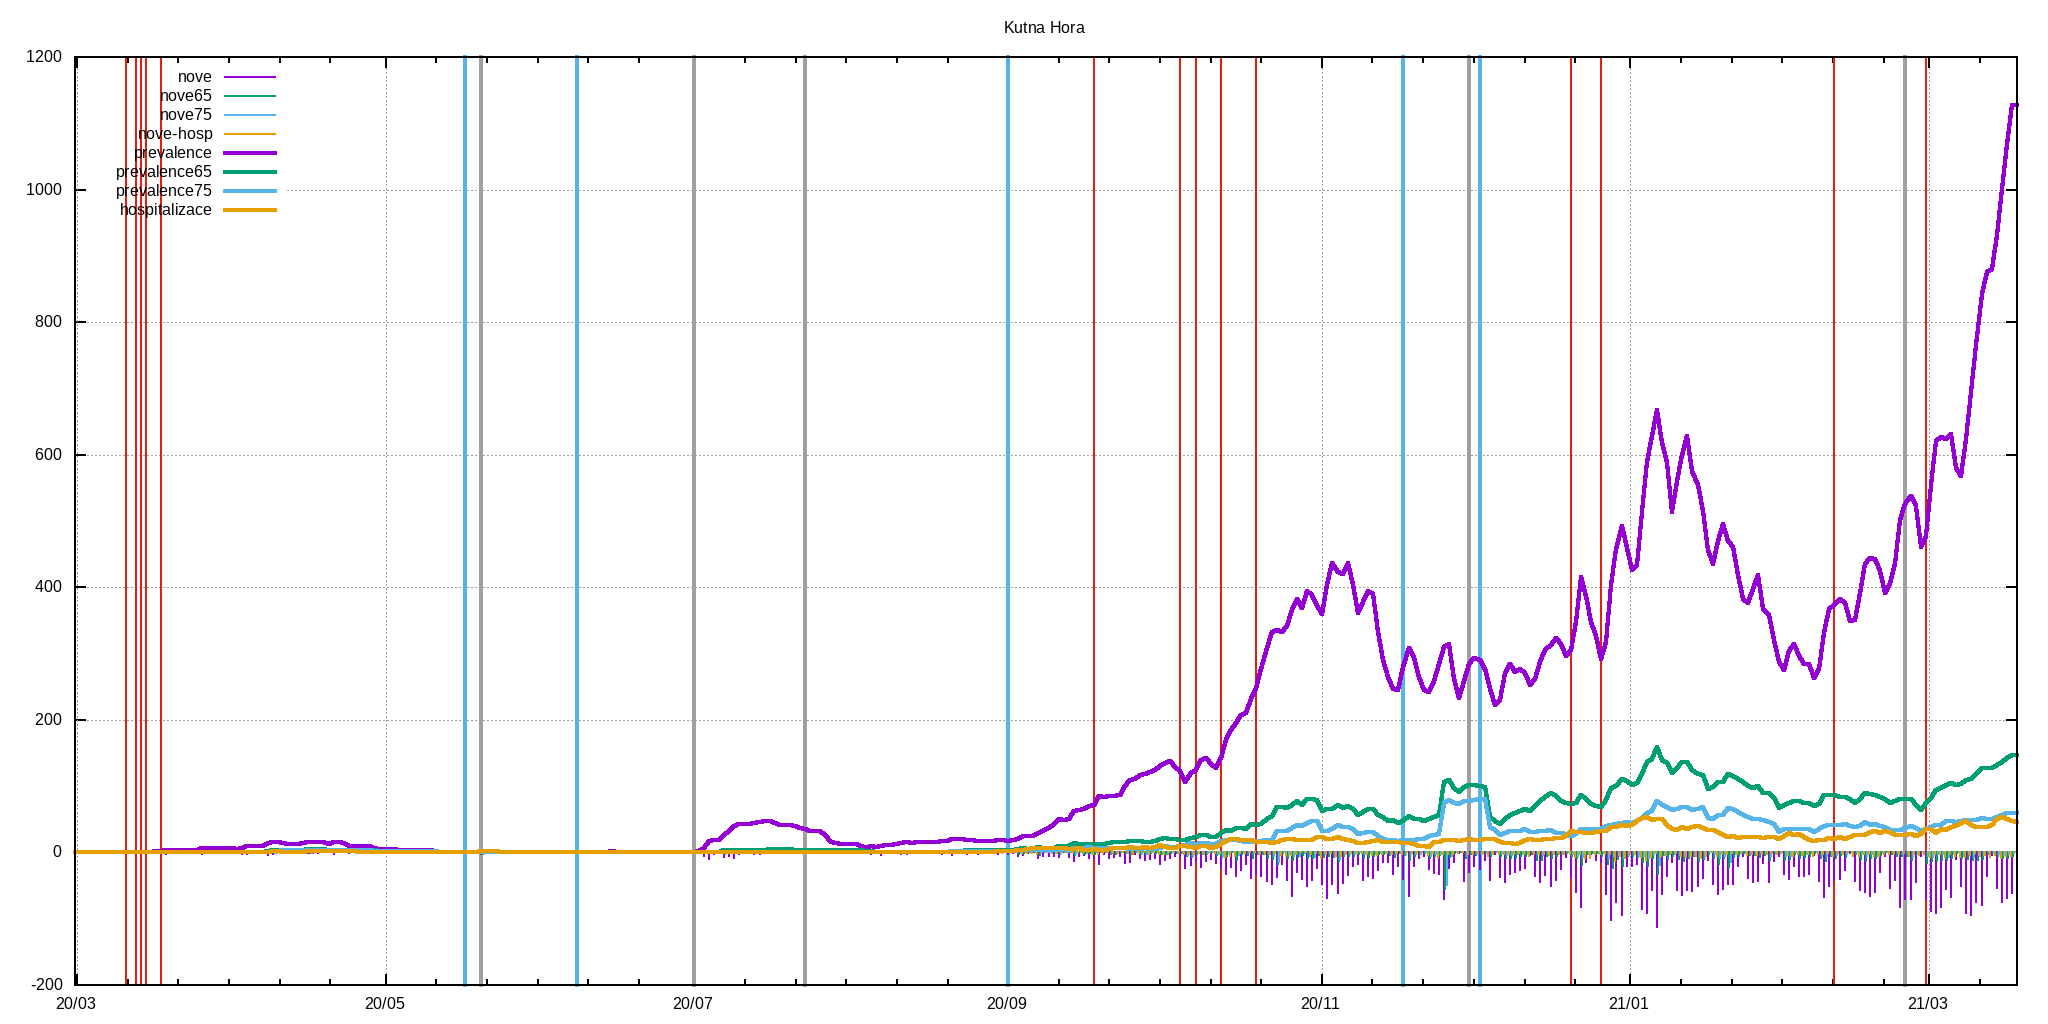 Kutna Hora
1200
1000
800
600
400
200
0
-200
nove
nove65
nove75
nove-hosp
prevalence
prevalence65
prevalence75
hospitalizace
20/03 20/05 20/07 20/09 20/11 21/01 21/03